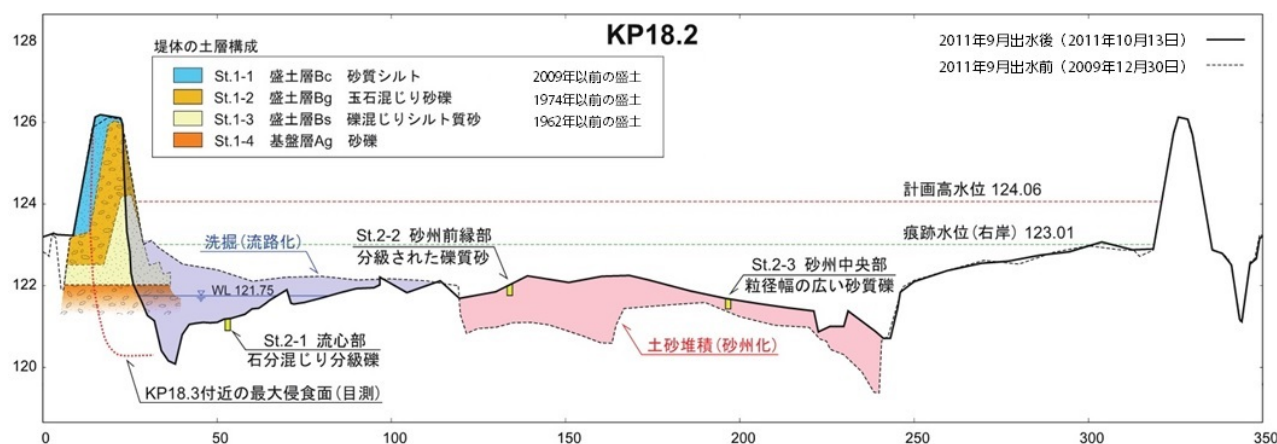 KP18.2
堤体の土層構成
St.1-1 盛土層Bc 砂質シルト 2009年以前の盛土
St.1-2 盛土層Bg 玉石混じり砂礫 1974年以前の盛土
St.1-3 盛土層Bs 礫混じりシルト質砂 1962年以前の盛土
St.1-4 基盤層Ag 砂礫
2011年9月出水後（2011年10月13日）
2011年9月出水前（2009年12月30日）
計画高水位 124.06
痕跡水位(右岸) 123.01
洗掘(流路化)
St.2-2 砂州前縁部
分級された礫質砂
St.2-3 砂州中央部
粒径幅の広い砂質礫
WL 121.75
St.2-1 流心部
石分混じり分級礫
土砂堆積(砂州化)
KP18.3付近の最大侵食面(目測)
128
126
124
122
120
0 50 100 150 200 250 300 350
0 50 100 150 200 250 300 350